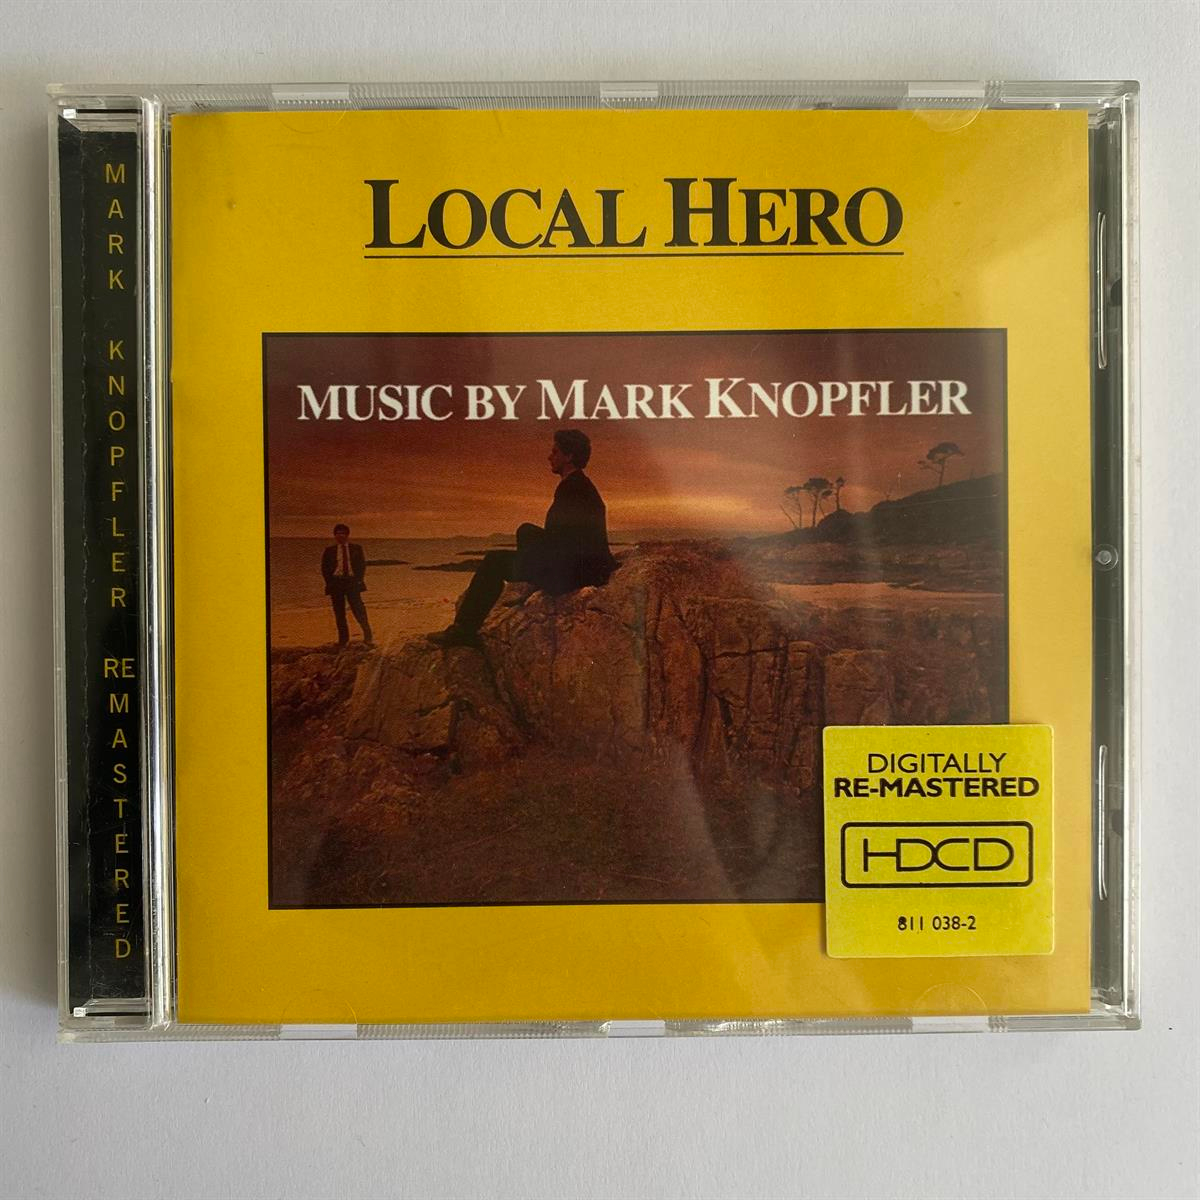 MARK KNOPFLER REMASTERED
LOCAL HERO
MUSIC BY MARK KNOPFLER
DIGITALLY
RE-MASTERED
HDCD
811 038-2